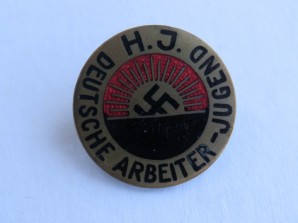 H.J.
DEUTSCHE ARBEITER-JUGEND